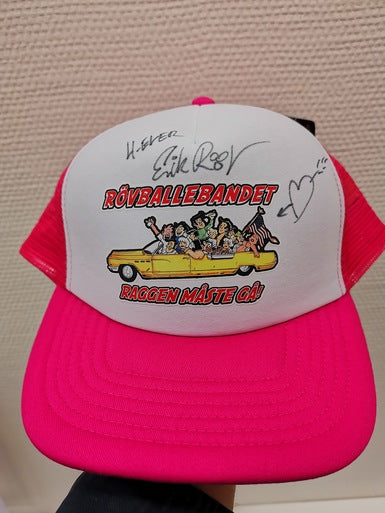 H-ELER
Erik Rosv
RÖVBALLEBANDET
RAGGEN MÅSTE GÅ!